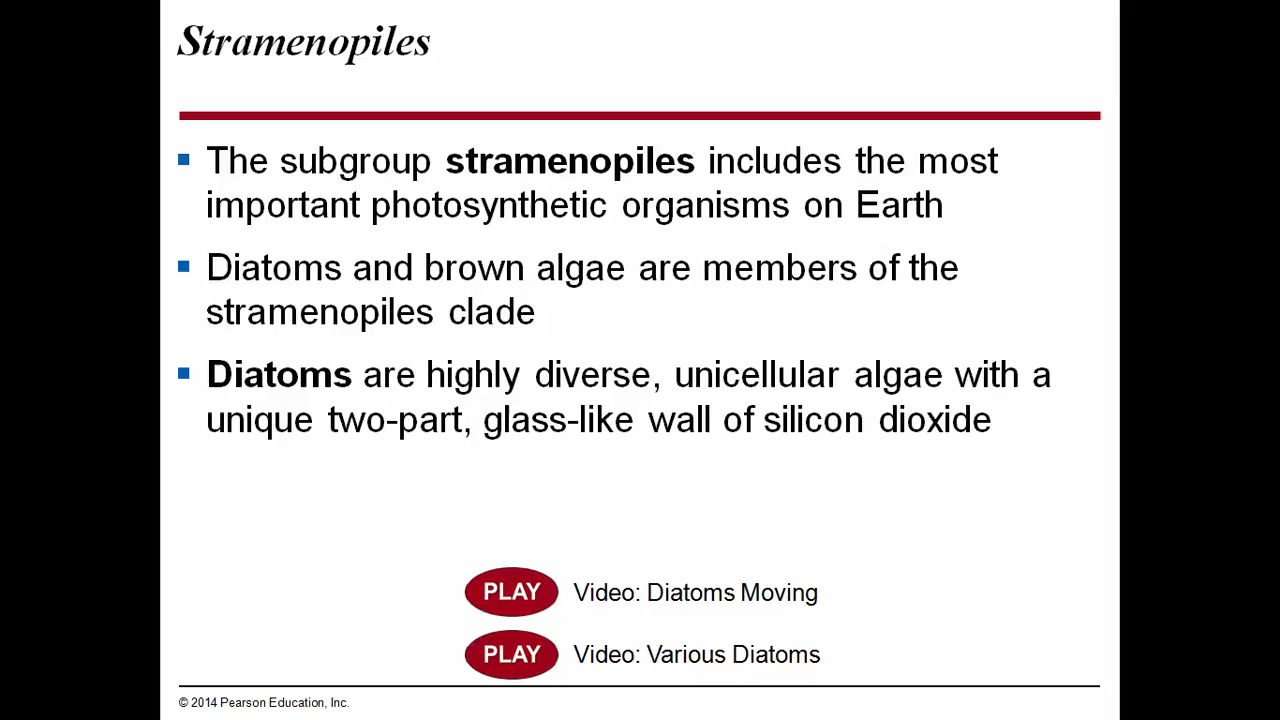 Stramenopiles
The subgroup stramenopiles includes the most
important photosynthetic organisms on Earth
Diatoms and brown algae are members of the
stramenopiles clade
Diatoms are highly diverse, unicellular algae with a
unique two-part, glass-like wall of silicon dioxide
PLAY Video: Diatoms Moving
PLAY Video: Various Diatoms
© 2014 Pearson Education, Inc.